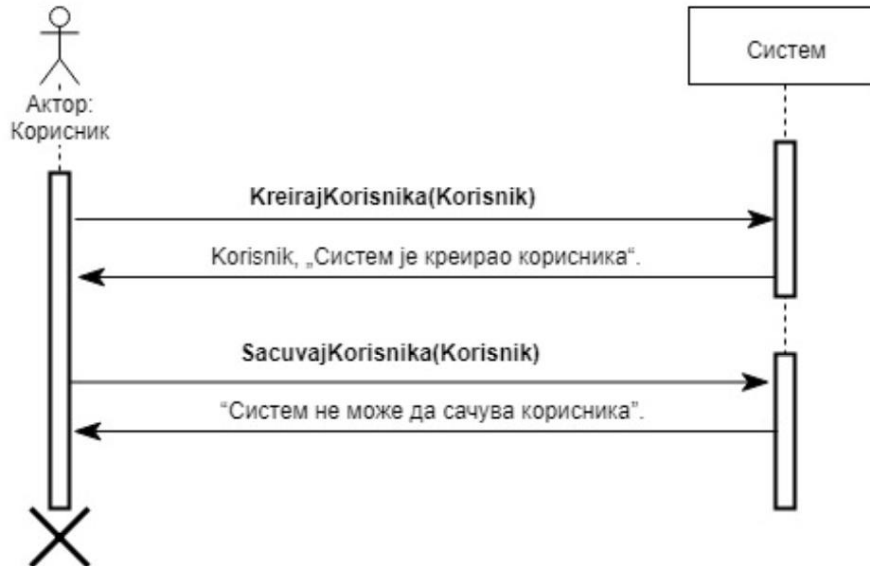 Систем
Актор:
Корисник
KreirajKorisnika(Korisnik)
Korisnik, „Систем је креирао корисника“.
SacuvajKorisnika(Korisnik)
“Систем не може да сачува корисника”.